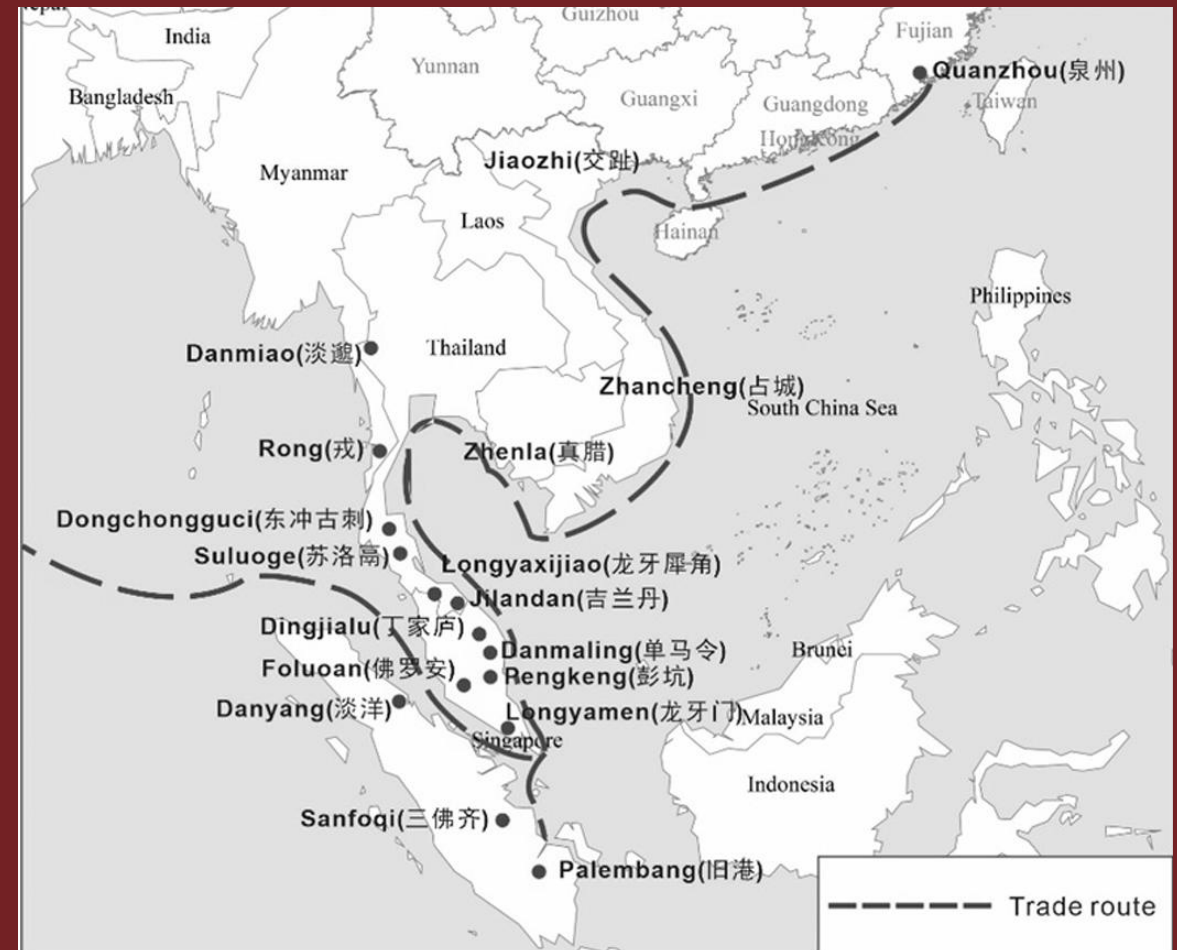 Guizhou
Fujian
India
Yunnan
Quanzhou(泉州)
Bangladesh
Guangxi
Guangdong
Taiwan
HongKong
Jiaozhi(交趾)
Myanmar
Laos
Hainan
Philippines
Danmiao(淡邈)
Thailand
Zhancheng(占城)
South China Sea
Rong(戎)
Zhenla(真腊)
Dongchongguci(东冲古刺)
Suluoge(苏洛鬲)
Longyaxijiao(龙牙犀角)
Jilandan(吉兰丹)
Dingjialu(丁家庐)
Danmaling(单马令)
Brunei
Foluoan(佛罗安)
Rengkeng(彭坑)
Danyang(淡洋)
Longyamen(龙牙门)
Malaysia
Singapore
Indonesia
Sanfoqi(三佛齐)
Palembang(旧港)
Trade route